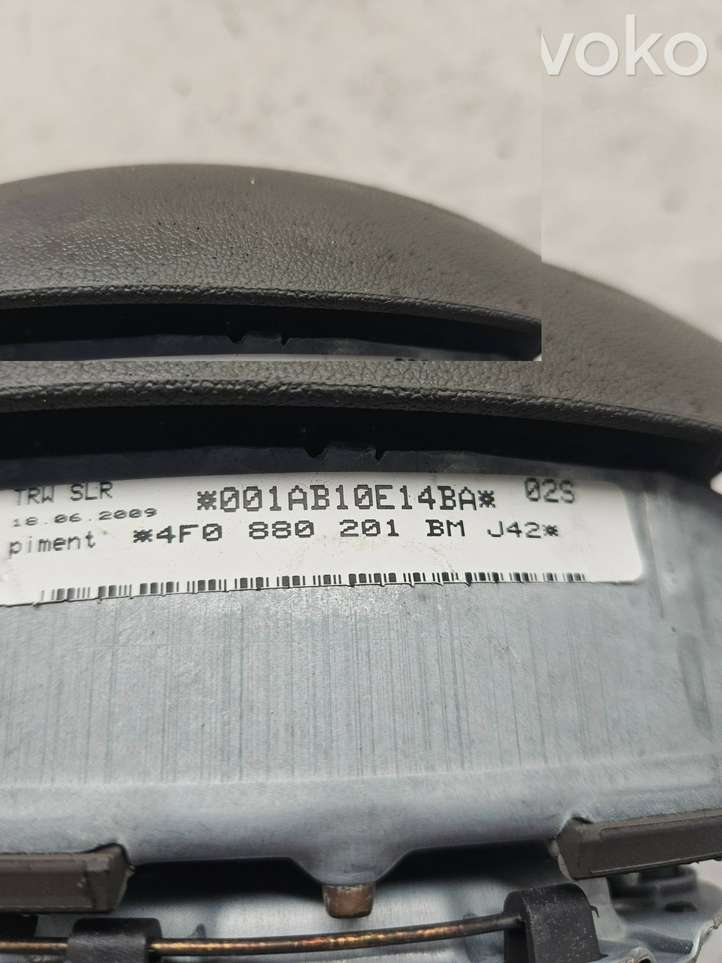 voko
TRW SLR *001AB10E14BA* 02S
18.06.2009
piment *4F0 880 201 BM J42*